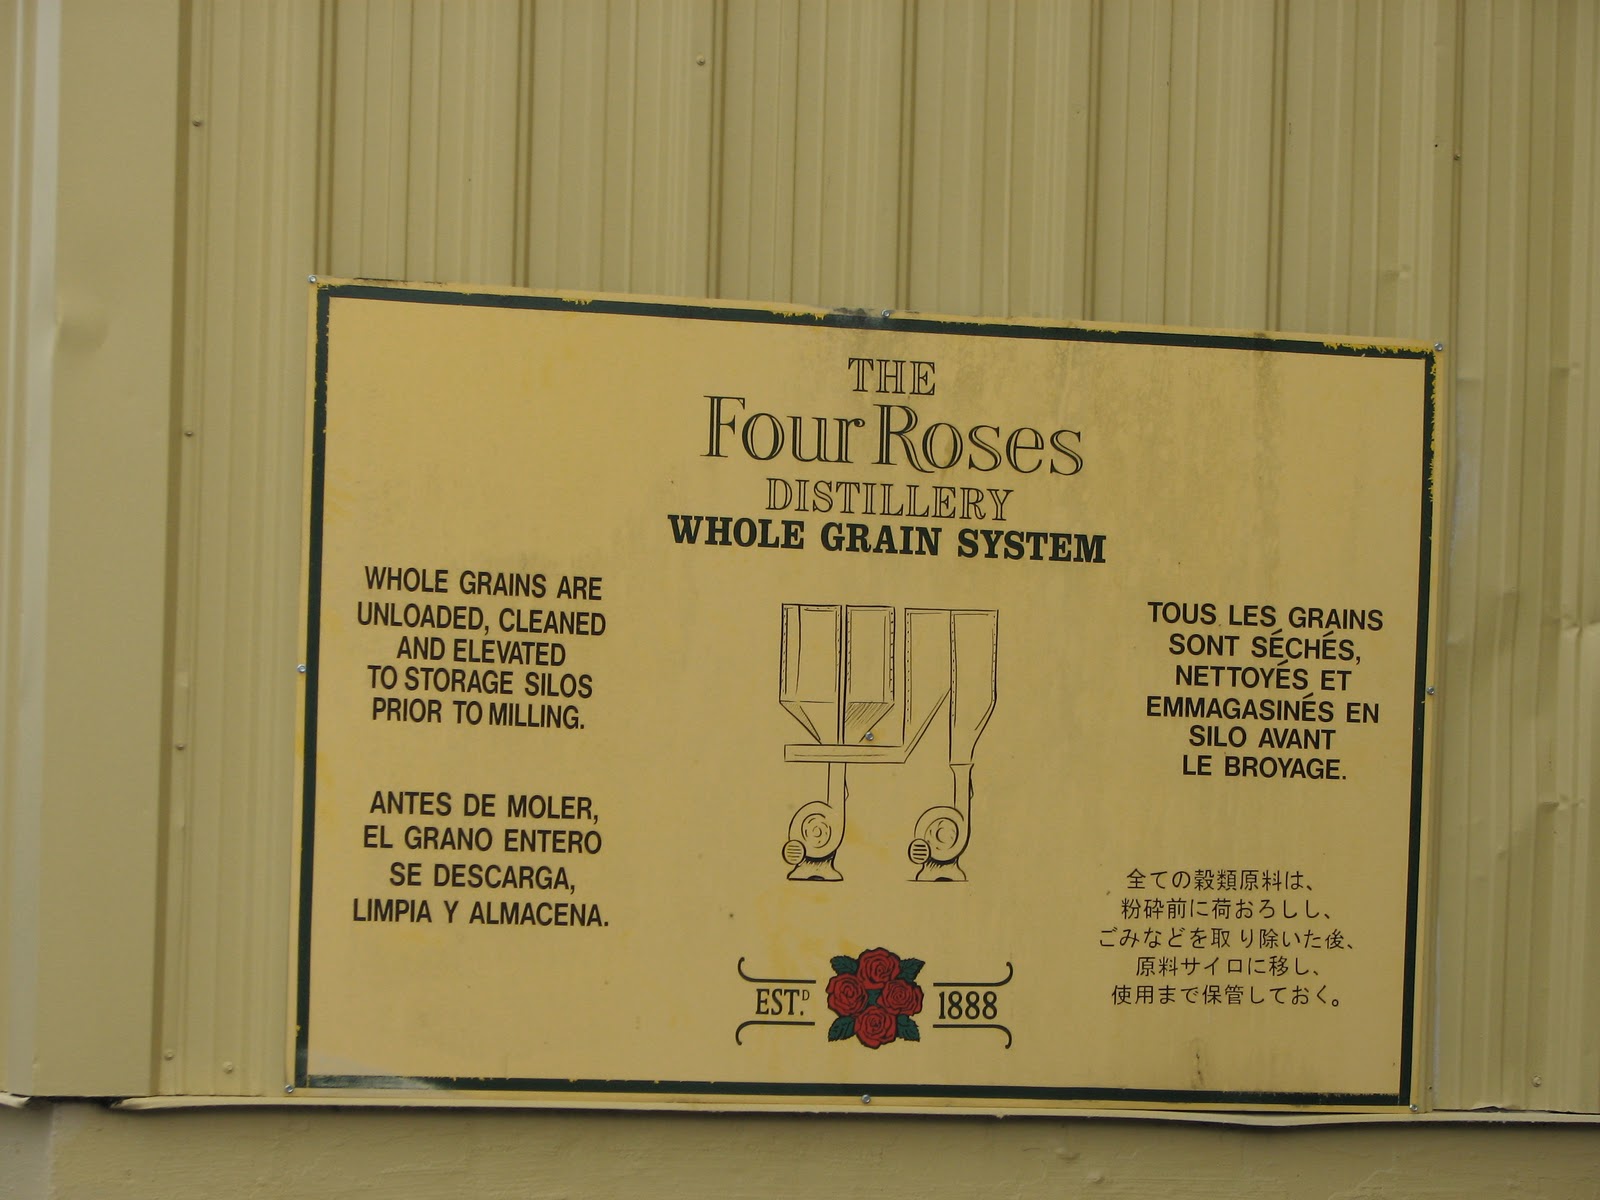 THE
Four Roses
DISTILLERY
WHOLE GRAIN SYSTEM
WHOLE GRAINS ARE
UNLOADED, CLEANED
AND ELEVATED
TO STORAGE SILOS
PRIOR TO MILLING.
ANTES DE MOLER,
EL GRANO ENTERO
SE DESCARGA,
LIMPIA Y ALMACENA.
TOUS LES GRAINS
SONT SÉCHÉS,
NETTOYÉS ET
EMMAGASINÉS EN
SILO AVANT
LE BROYAGE.
全ての穀類原料は、
粉砕前に荷おろしし、
ごみなどを取り除いた後、
原料サイロに移し、
使用まで保管しておく。
EST.D 1888